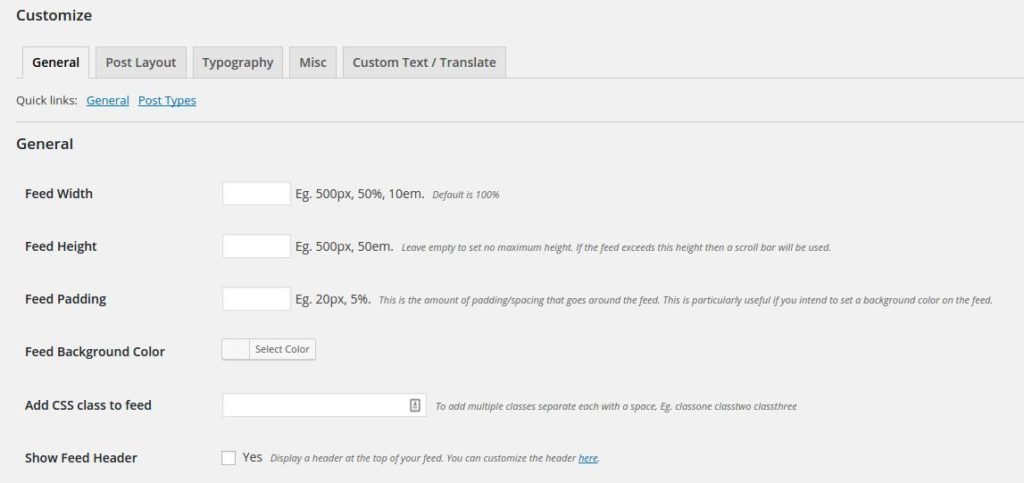 Customize
General Post Layout Typography Misc Custom Text / Translate
Quick links: General Post Types
General
Feed Width Eg. 500px, 50%, 10em. Default is 100%
Feed Height Eg. 500px, 50em. Leave empty to set no maximum height. If the feed exceeds this height then a scroll bar will be used.
Feed Padding Eg. 20px, 5%. This is the amount of padding/spacing that goes around the feed. This is particularly useful if you intend to set a background color on the feed.
Feed Background Color Select Color
Add CSS class to feed To add multiple classes separate each with a space, Eg. classone classtwo classthree
Show Feed Header Yes Display a header at the top of your feed. You can customize the header here.